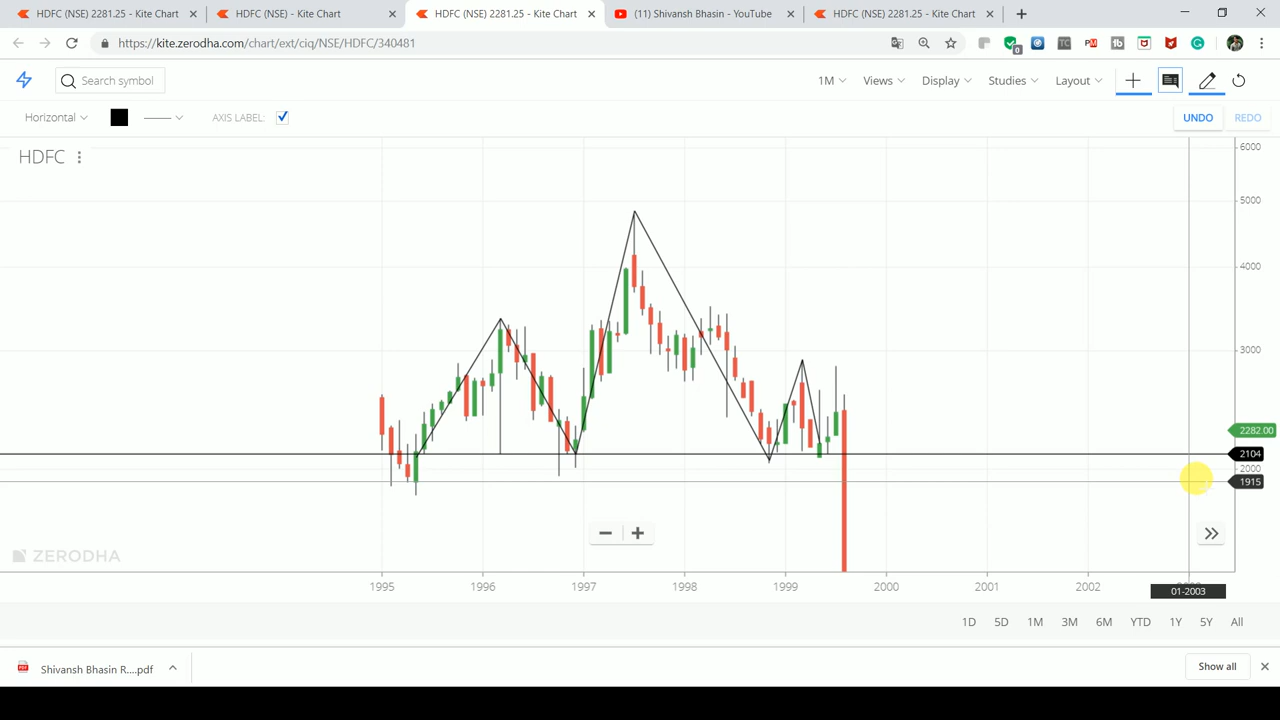 HDFC (NSE) 2281.25 - Kite Chart
HDFC (NSE) - Kite Chart
HDFC (NSE) 2281.25 - Kite Chart
(11) Shivansh Bhasin - YouTube
HDFC (NSE) 2281.25 - Kite Chart
https://kite.zerodha.com/chart/ext/ciq/NSE/HDFC/340481
0
TC
PM
1b
Search symbol
1M
Views
Display
Studies
Layout
Horizontal
AXIS LABEL:
UNDO
REDO
HDFC
6000
5000
4000
3000
2282.00
2104
2000
1915
ZERODHA
1995
1996
1997
1998
1999
2000
2001
2002
01-2003
1D
5D
1M
3M
6M
YTD
1Y
5Y
All
Shivansh Bhasin R....pdf
Show all